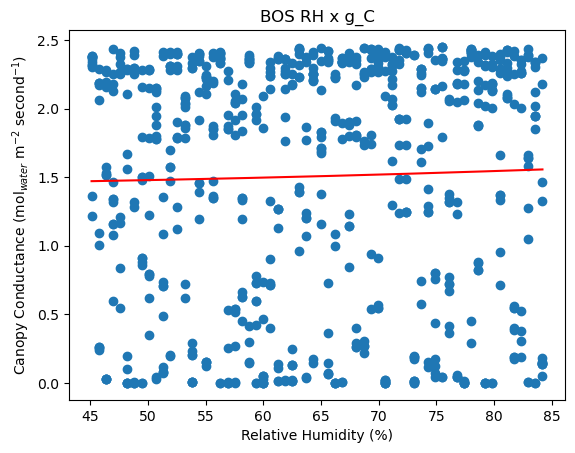 BOS RH x g_C
Canopy Conductance (mol_water m⁻² second⁻¹)
2.5
2.0
1.5
1.0
0.5
0.0
45 50 55 60 65 70 75 80 85
Relative Humidity (%)